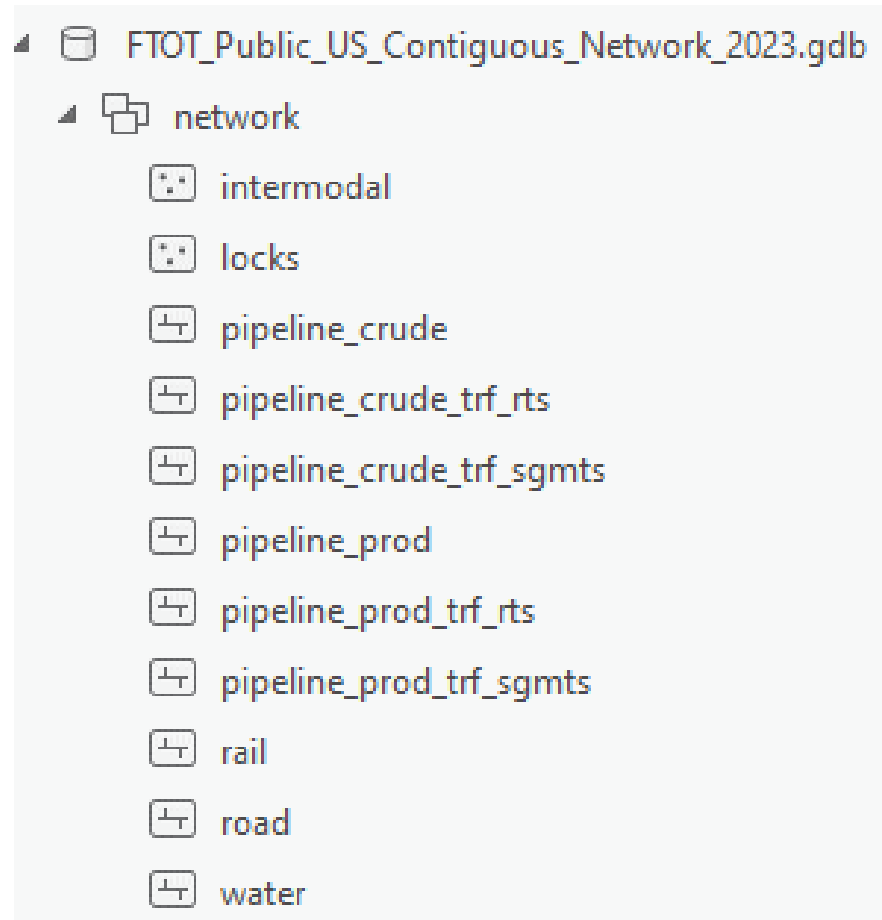 FTOT_Public_US_Contiguous_Network_2023.gdb
network
intermodal
locks
pipeline_crude
pipeline_crude_trf_rts
pipeline_crude_trf_sgmts
pipeline_prod
pipeline_prod_trf_rts
pipeline_prod_trf_sgmts
rail
road
water